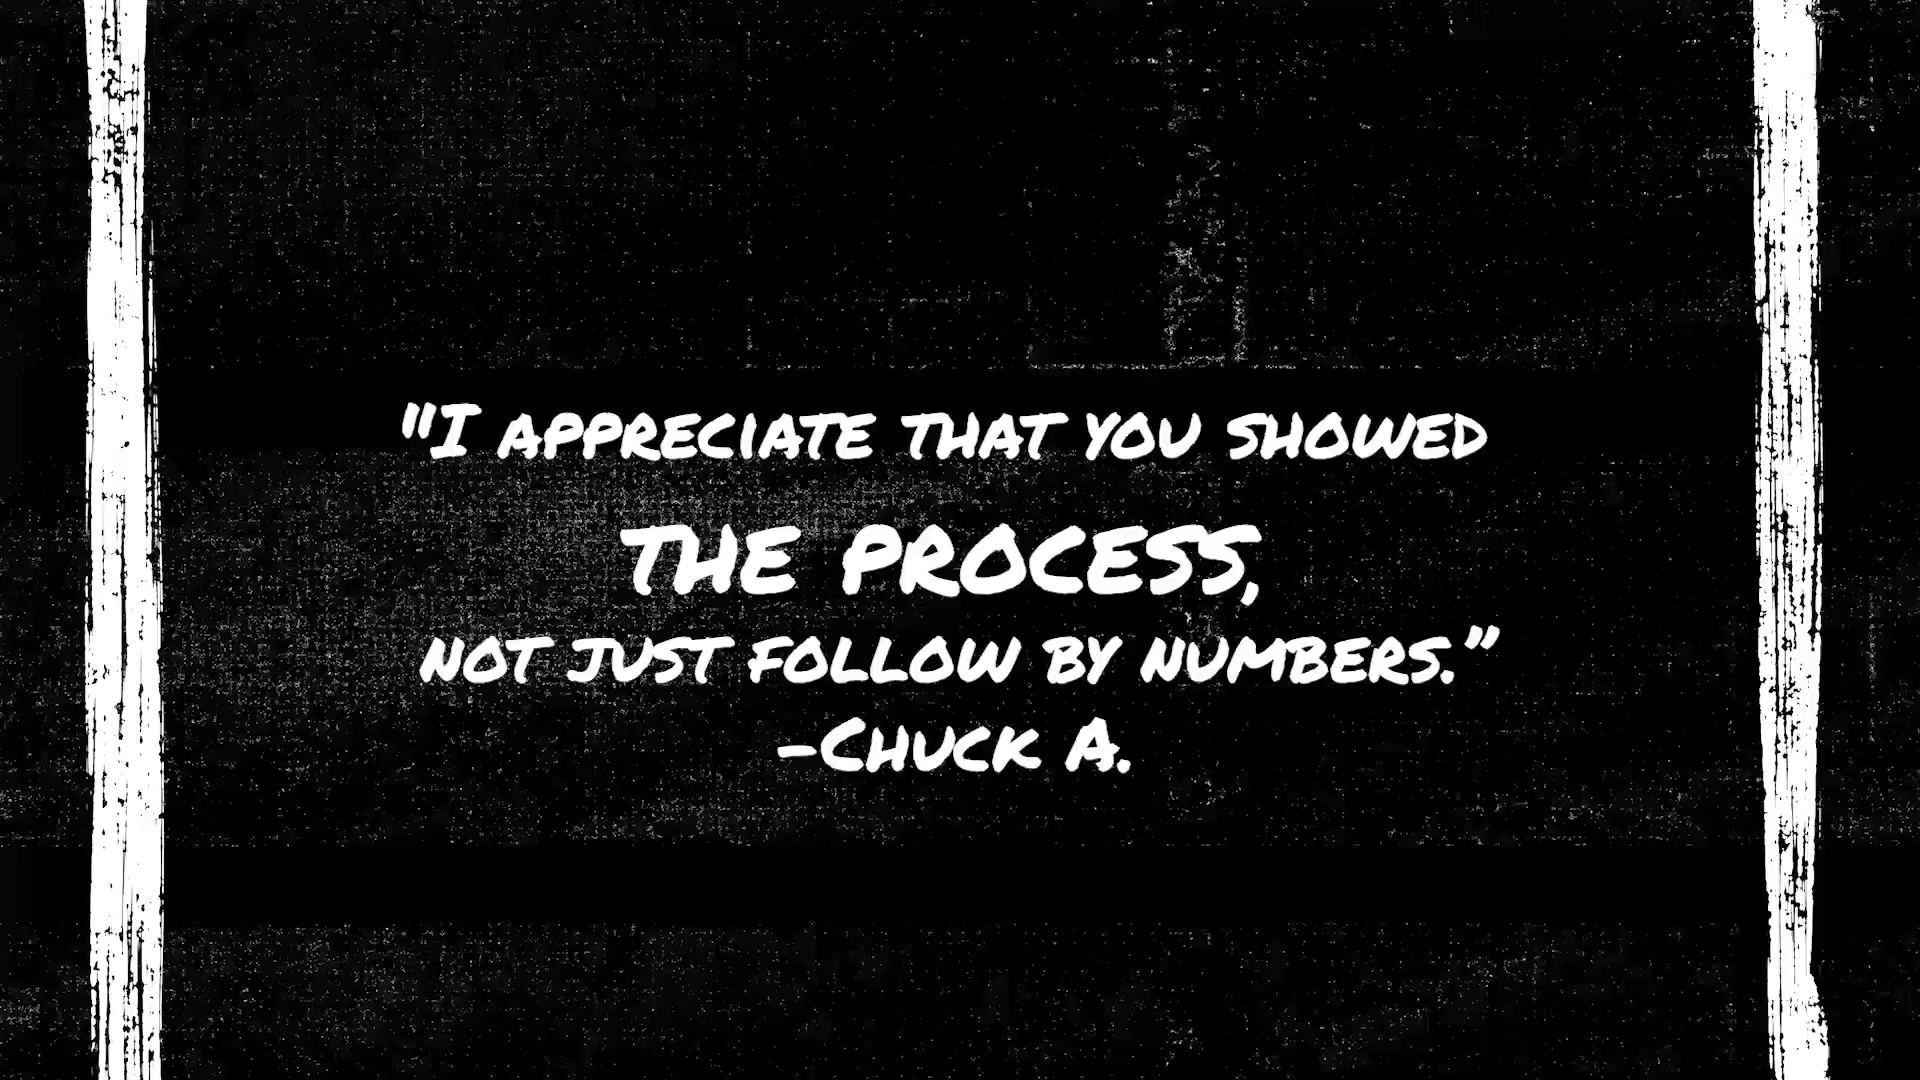 "I appreciate that you showed
the process,
not just follow by numbers.”
-Chuck A.